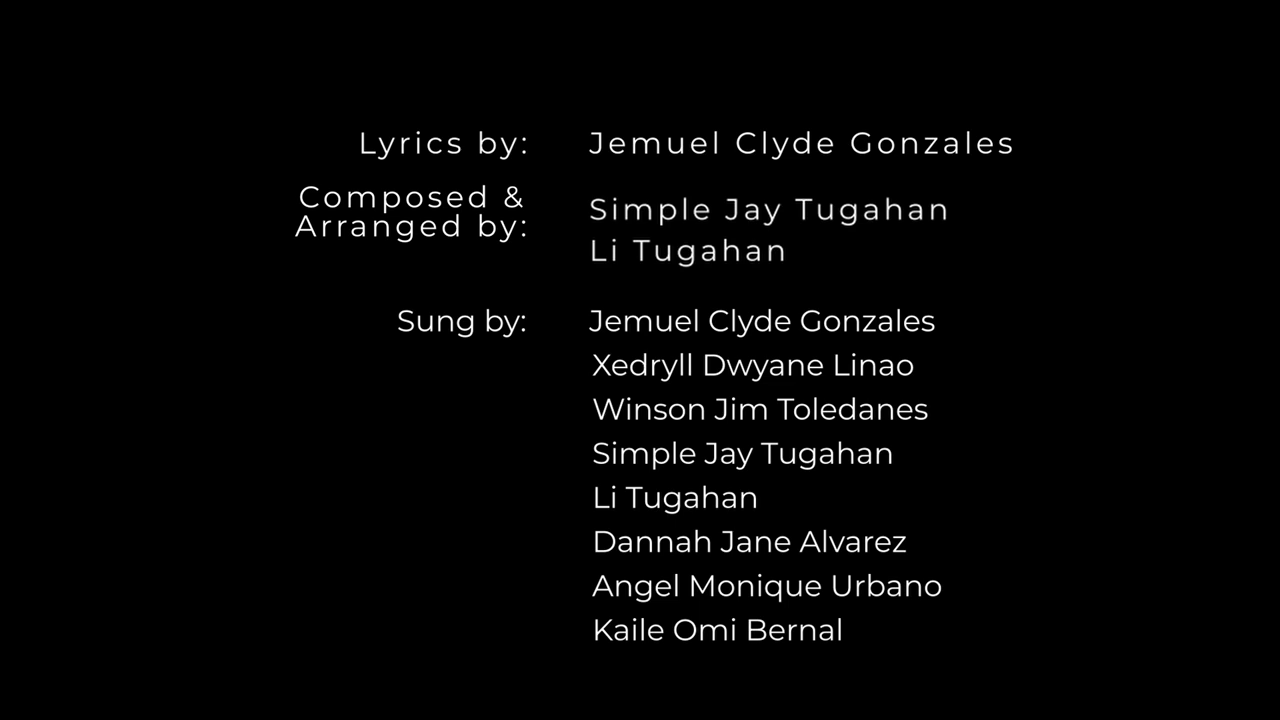 Lyrics by: Jemuel Clyde Gonzales
Composed &
Arranged by:
Simple Jay Tugahan
Li Tugahan
Sung by: Jemuel Clyde Gonzales
Xedryll Dwyane Linao
Winson Jim Toledanes
Simple Jay Tugahan
Li Tugahan
Dannah Jane Alvarez
Angel Monique Urbano
Kaile Omi Bernal